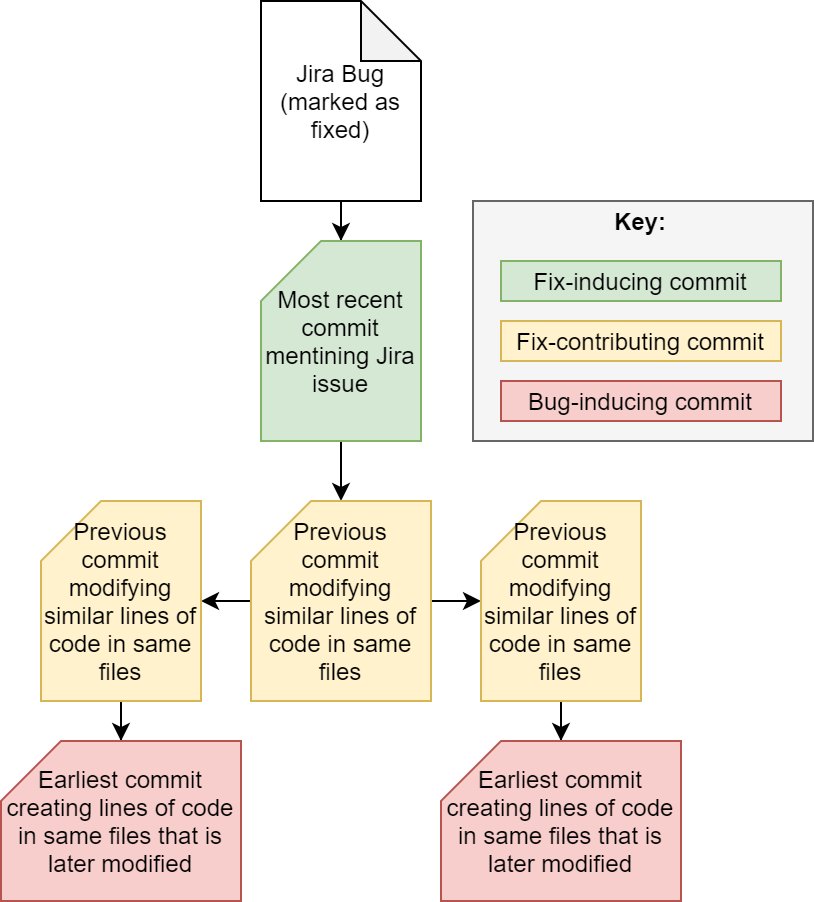 Jira Bug
(marked as
fixed)
Key:
Fix-inducing commit
Fix-contributing commit
Bug-inducing commit
Most recent
commit
mentining Jira
issue
Previous
commit
modifying
similar lines of
code in same
files
Previous
commit
modifying
similar lines of
code in same
files
Previous
commit
modifying
similar lines of
code in same
files
Earliest commit
creating lines of code
in same files that is
later modified
Earliest commit
creating lines of code
in same files that is
later modified